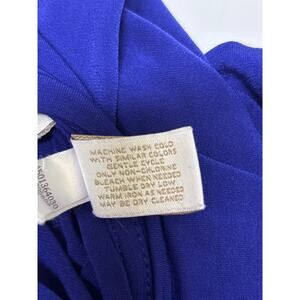 MACHINE WASH COLD
WITH SIMILAR COLORS
GENTLE CYCLE
ONLY NON-CHLORINE
BLEACH WHEN NEEDED
TUMBLE DRY LOW
WARM IRON AS NEEDED
MAY BE DRY CLEANED
501364030